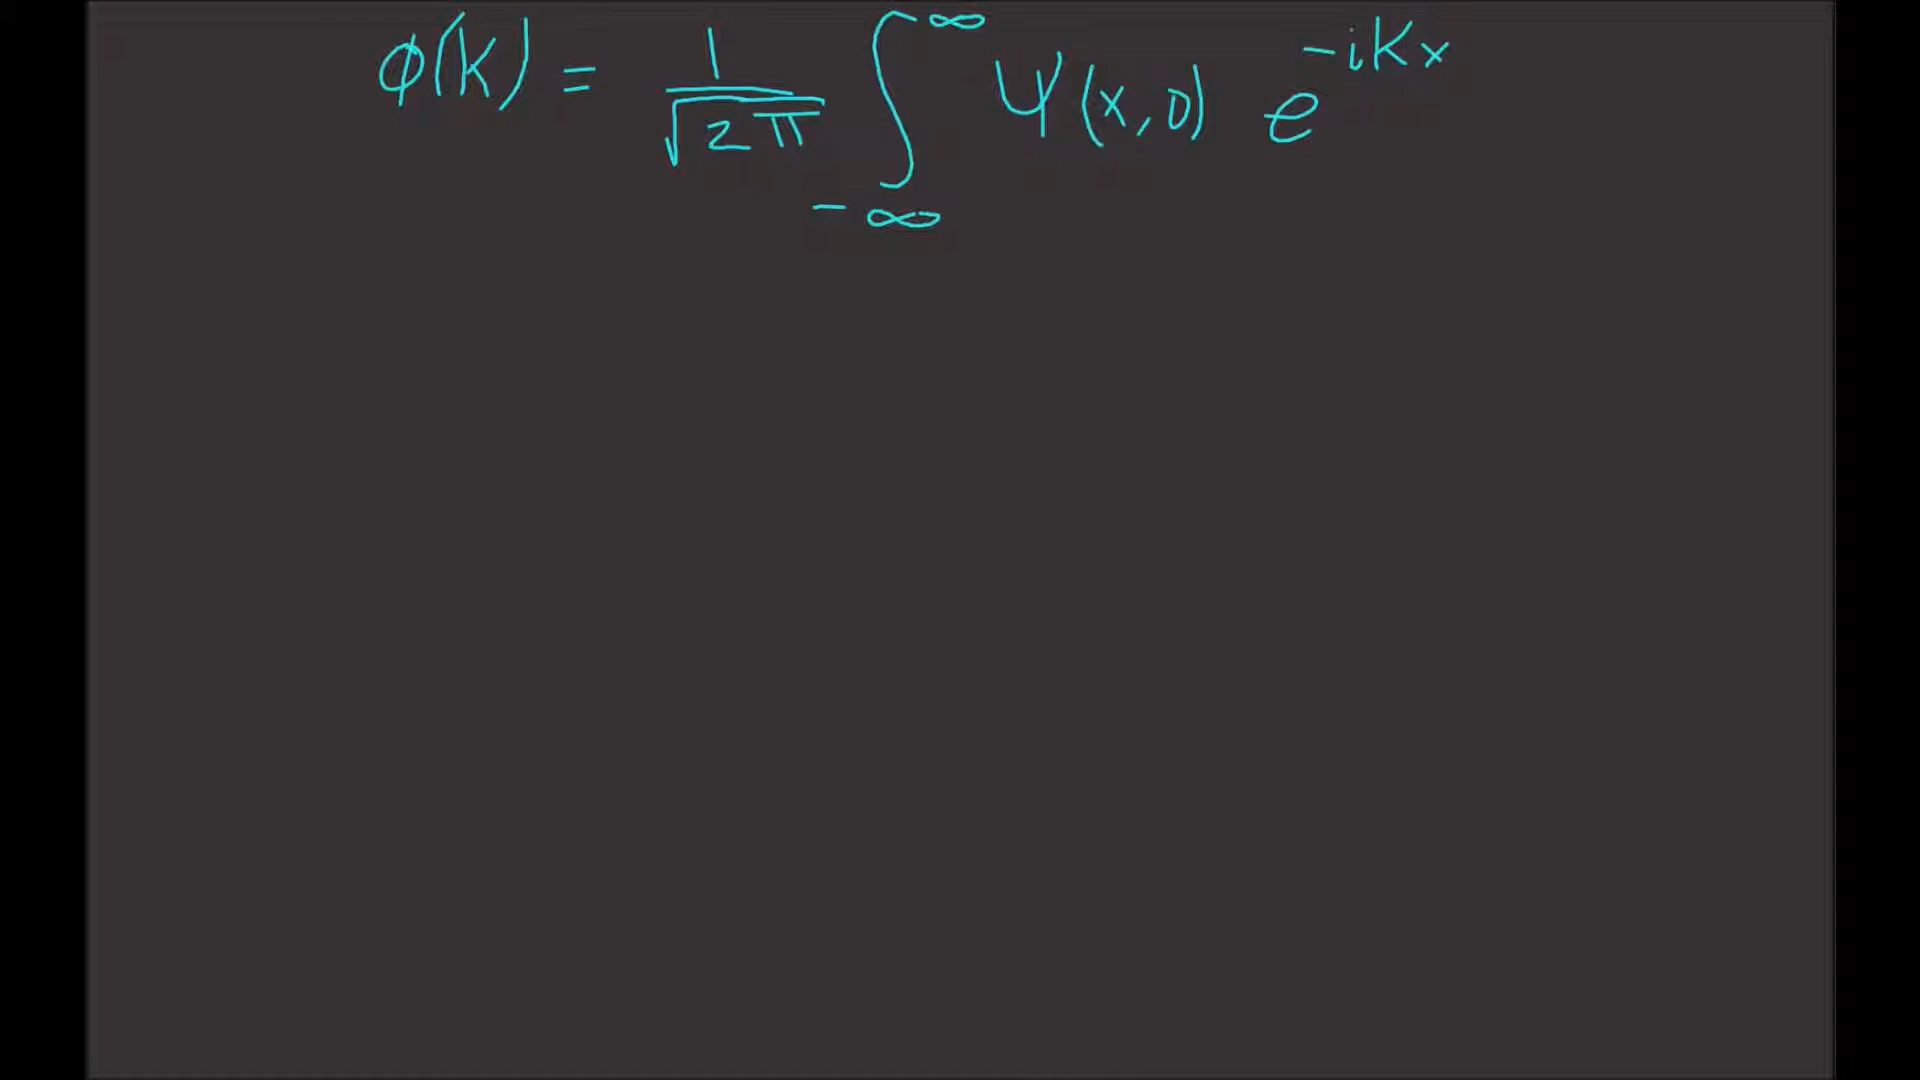 ϕ(k) = 1/√2π ∫_{-∞}^{∞} Ψ(x,0) e^{-ikx}